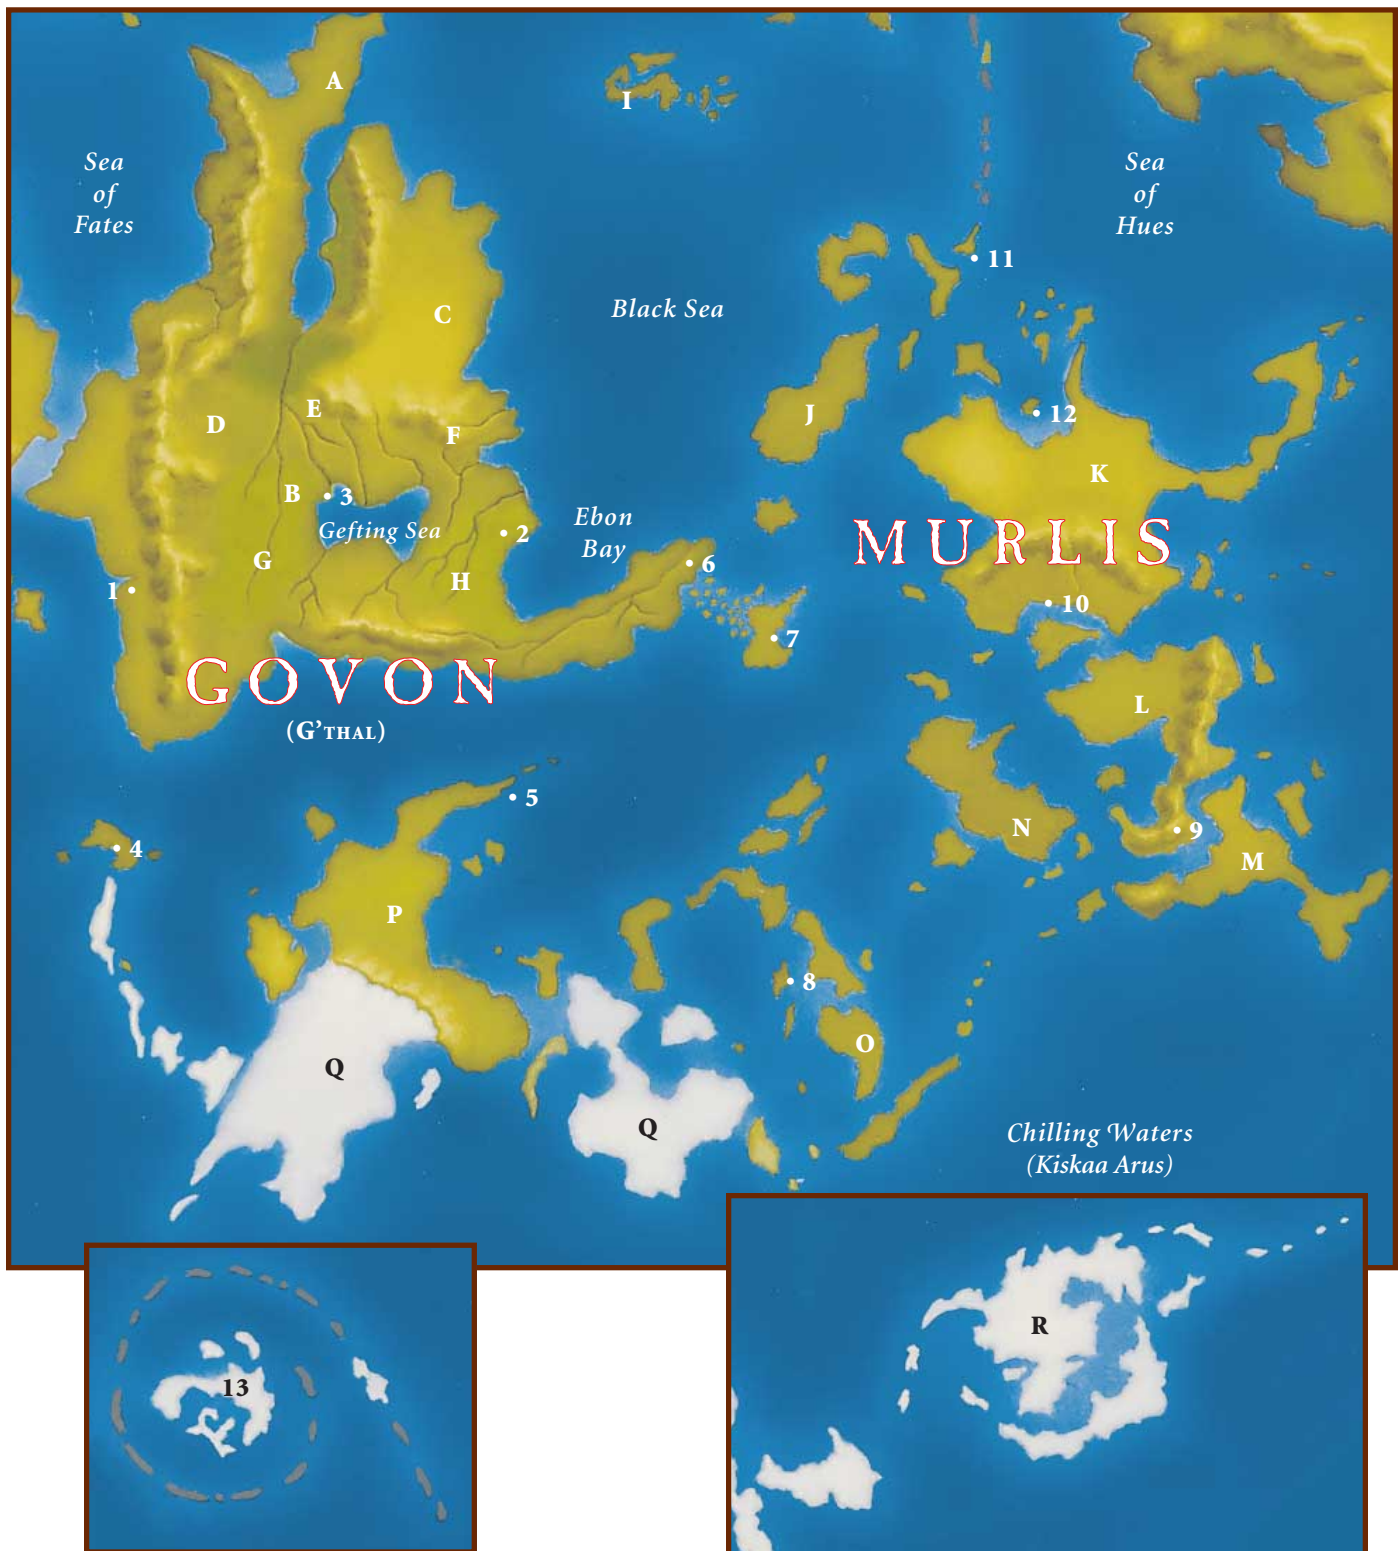 A
I
Sea
of
Fates
Sea
of
Hues
11
C
Black Sea
D
E
F
J
12
K
B
3
Gefting Sea
2
Ebon
Bay
MURLIS
G
H
6
1
10
7
GOVON
(G'THAL)
L
5
4
N
9
M
P
8
O
Q
Q
Chilling Waters
(Kiskaa Arus)
13
R